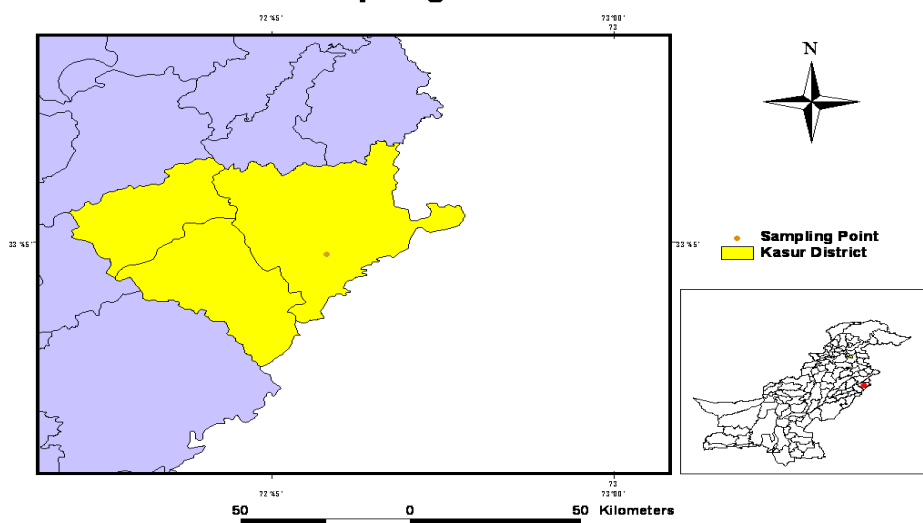 72 °45' 73 °00'
73
N
33 °45' 33 °45'
Sampling Point
Kasur District
73
72 °45' 73 °00'
50 0 50 Kilometers